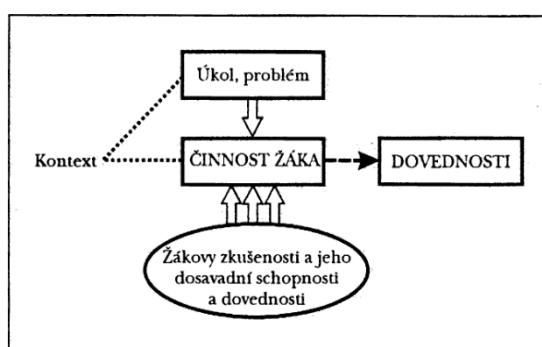 Úkol, problém
Kontext
ČINNOST ŽÁKA
DOVEDNOSTI
Žákovy zkušenosti a jeho
dosavadní schopnosti
a dovednosti